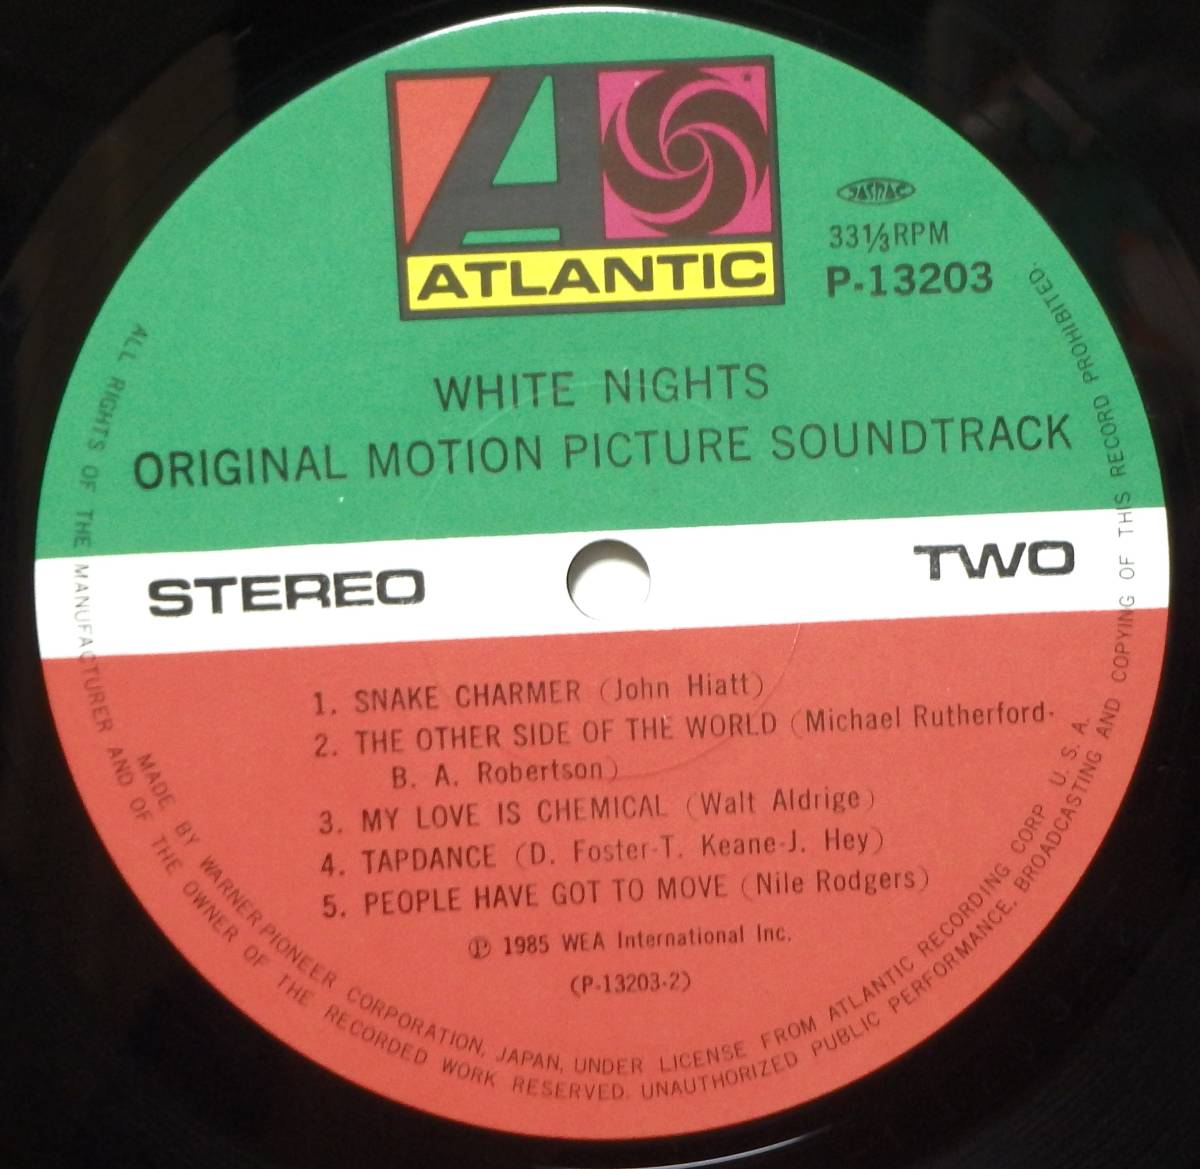 ATLANTIC
JASRAC
33 1/3 RPM
P-13203
WHITE NIGHTS
ORIGINAL MOTION PICTURE SOUNDTRACK
STEREO
TWO
1. SNAKE CHARMER (John Hiatt)
2. THE OTHER SIDE OF THE WORLD (Michael Rutherford-
B. A. Robertson)
3. MY LOVE IS CHEMICAL (Walt Aldrige)
4. TAPDANCE (D. Foster-T. Keane-J. Hey)
5. PEOPLE HAVE GOT TO MOVE (Nile Rodgers)
Ⓟ 1985 WEA International Inc.
(P-13203-2)
MADE BY WARNER-PIONEER CORPORATION, JAPAN, UNDER LICENSE FROM ATLANTIC RECORDING CORP U. S. A.
ALL RIGHTS OF THE MANUFACTURER AND OF THE OWNER OF THE RECORDED WORK RESERVED. UNAUTHORIZED PUBLIC PERFORMANCE, BROADCASTING AND COPYING OF THIS RECORD PROHIBITED.